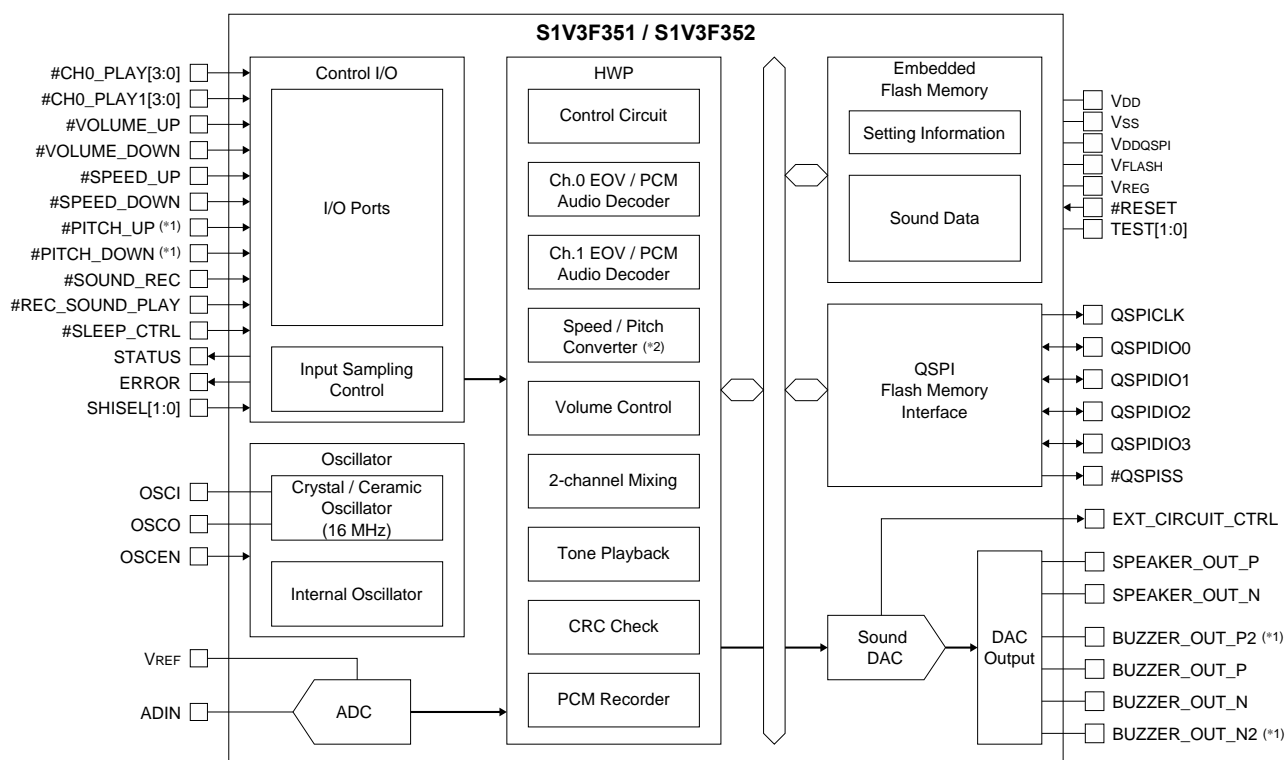 S1V3F351 / S1V3F352
#CH0_PLAY[3:0]
#CH0_PLAY1[3:0]
#VOLUME_UP
#VOLUME_DOWN
#SPEED_UP
#SPEED_DOWN
#PITCH_UP (*1)
#PITCH_DOWN (*1)
#SOUND_REC
#REC_SOUND_PLAY
#SLEEP_CTRL
STATUS
ERROR
SHISEL[1:0]
OSCI
OSCO
OSCEN
VREF
ADIN
Control I/O
I/O Ports
Input Sampling
Control
Oscillator
Crystal / Ceramic
Oscillator
(16 MHz)
Internal Oscillator
ADC
HWP
Control Circuit
Ch.0 EOV / PCM
Audio Decoder
Ch.1 EOV / PCM
Audio Decoder
Speed / Pitch
Converter (*2)
Volume Control
2-channel Mixing
Tone Playback
CRC Check
PCM Recorder
Embedded
Flash Memory
Setting Information
Sound Data
QSPI
Flash Memory
Interface
Sound
DAC
DAC
Output
VDD
VSS
VDDQSPI
VFLASH
VREG
#RESET
TEST[1:0]
QSPICLK
QSPIDIO0
QSPIDIO1
QSPIDIO2
QSPIDIO3
#QSPISS
EXT_CIRCUIT_CTRL
SPEAKER_OUT_P
SPEAKER_OUT_N
BUZZER_OUT_P2 (*1)
BUZZER_OUT_P
BUZZER_OUT_N
BUZZER_OUT_N2 (*1)